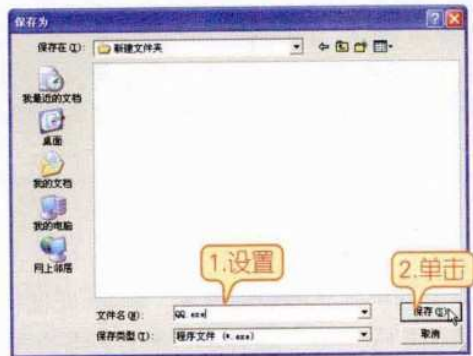 保存为
保存在(I):
新建文件夹
我最近的文档
桌面
我的文档
我的电脑
网上邻居
1.设置
2.单击
文件名(N):
QQ.exe
保存(S)
保存类型(T):
程序文件 (*.exe)
取消